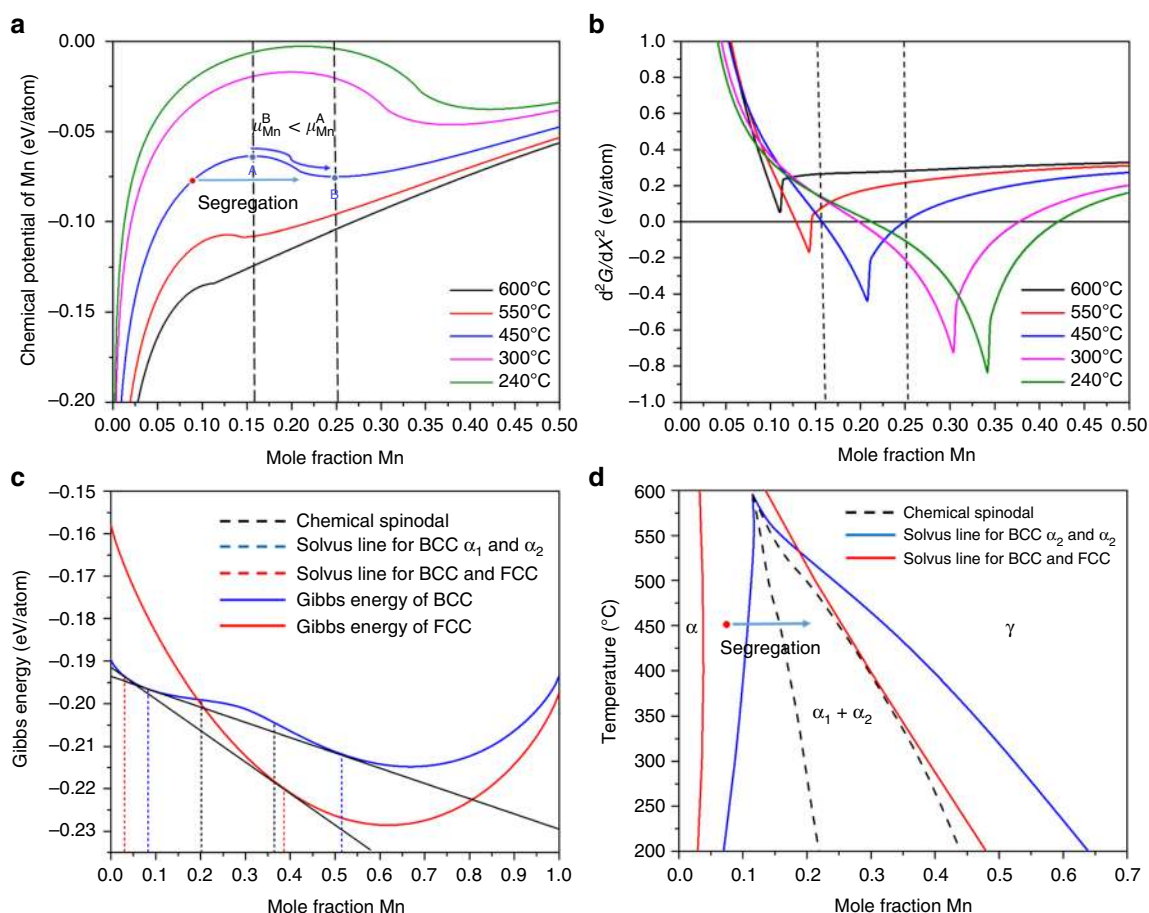 a
Chemical potential of Mn (eV/atom)
0.00
−0.05
−0.10
−0.15
−0.20
μ^B_Mn < μ^A_Mn
A
B
Segregation
600°C
550°C
450°C
300°C
240°C
0.00 0.05 0.10 0.15 0.20 0.25 0.30 0.35 0.40 0.45 0.50
Mole fraction Mn
b
d²G/dX² (eV/atom)
1.0
0.8
0.6
0.4
0.2
0.0
−0.2
−0.4
−0.6
−0.8
−1.0
600°C
550°C
450°C
300°C
240°C
0.00 0.05 0.10 0.15 0.20 0.25 0.30 0.35 0.40 0.45 0.50
Mole fraction Mn
c
Gibbs energy (eV/atom)
−0.15
−0.16
−0.17
−0.18
−0.19
−0.20
−0.21
−0.22
−0.23
Chemical spinodal
Solvus line for BCC α₁ and α₂
Solvus line for BCC and FCC
Gibbs energy of BCC
Gibbs energy of FCC
0.0 0.1 0.2 0.3 0.4 0.5 0.6 0.7 0.8 0.9 1.0
Mole fraction Mn
d
Temperature (°C)
600
550
500
450
400
350
300
250
200
Chemical spinodal
Solvus line for BCC α₂ and α₂
Solvus line for BCC and FCC
α
Segregation
γ
α₁ + α₂
0.0 0.1 0.2 0.3 0.4 0.5 0.6 0.7
Mole fraction Mn